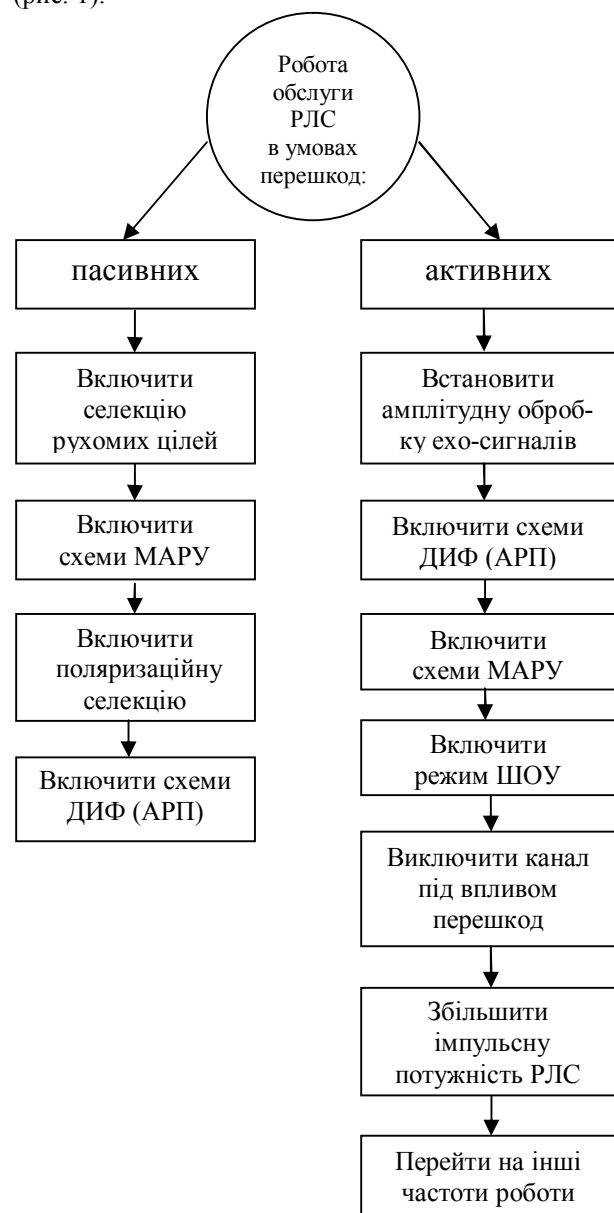 (рис. 1).
Робота
обслуги
РЛС
в умовах
перешкод:
пасивних
Включити
селекцію
рухомих цілей
Включити
схеми МАРУ
Включити
поляризаційну
селекцію
Включити схеми
ДИФ (АРП)
активних
Встановити
амплітудну оброб-
ку ехо-сигналів
Включити схеми
ДИФ (АРП)
Включити
схеми МАРУ
Включити
режим ШОУ
Виключити канал
під впливом
перешкод
Збільшити
імпульсну
потужність РЛС
Перейти на інші
частоти роботи